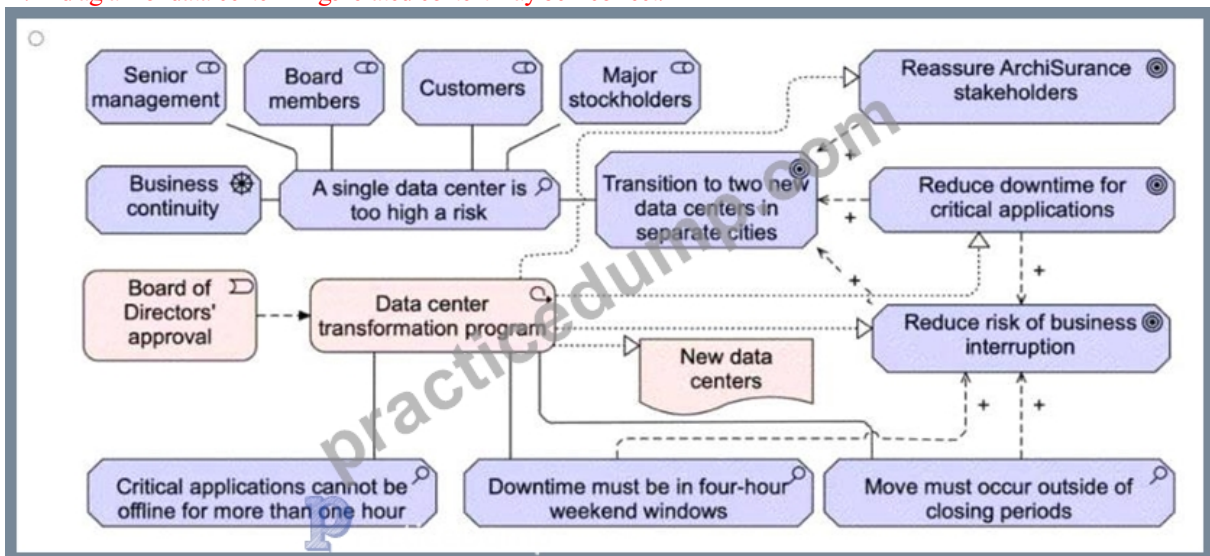 Senior
management
Board
members
Customers
Major
stockholders
Reassure ArchiSurance
stakeholders
Business
continuity
A single data center is
too high a risk
Transition to two new
data centers in
separate cities
Reduce downtime for
critical applications
+
+
+
+
Board of
Directors'
approval
Data center
transformation program
New data
centers
Reduce risk of business
interruption
+
+
Critical applications cannot be
offline for more than one hour
Downtime must be in four-hour
weekend windows
Move must occur outside of
closing periods
practicedump.com
p